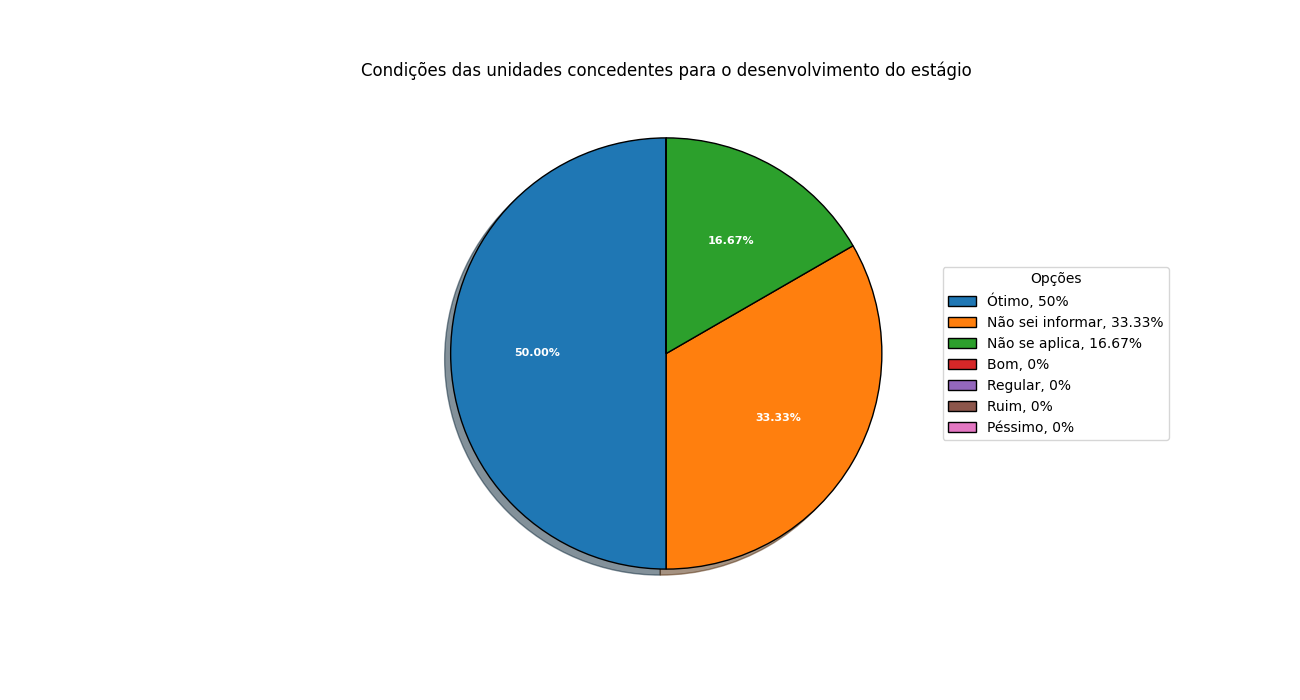 Condições das unidades concedentes para o desenvolvimento do estágio
16.67%
50.00%
33.33%
Opções
Ótimo, 50%
Não sei informar, 33.33%
Não se aplica, 16.67%
Bom, 0%
Regular, 0%
Ruim, 0%
Péssimo, 0%